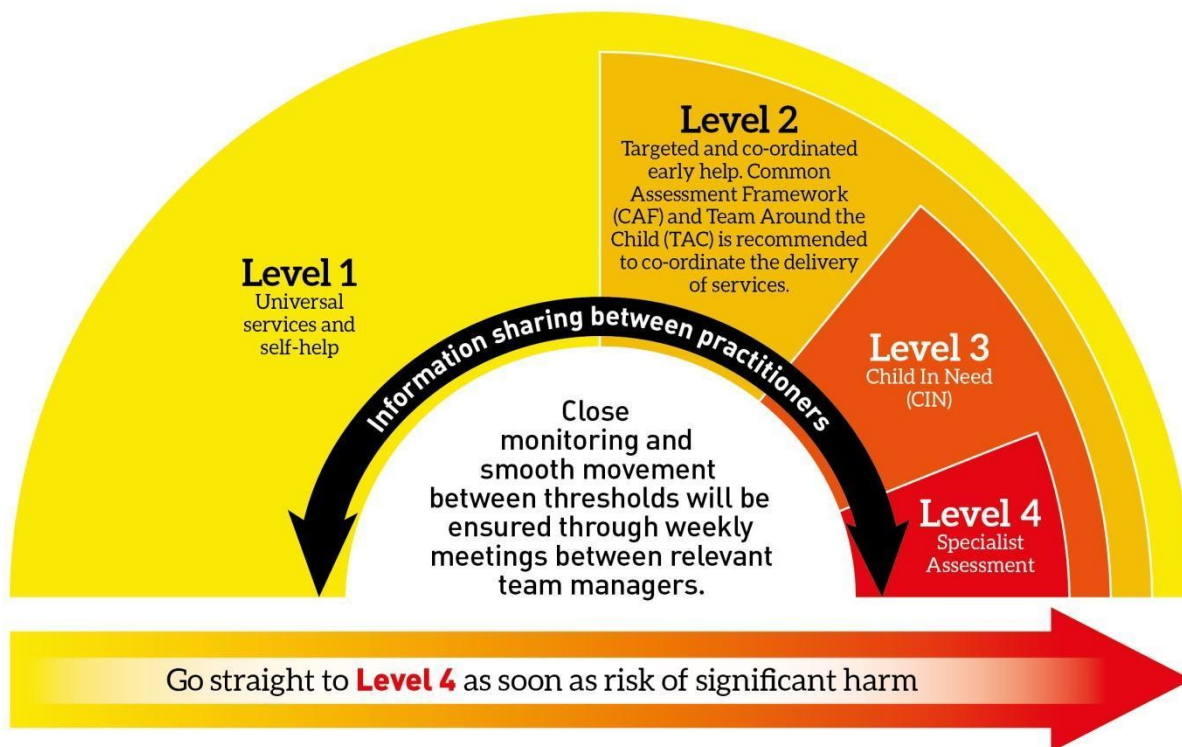 Level 1
Universal
services and
self-help
Level 2
Targeted and co-ordinated
early help. Common
Assessment Framework
(CAF) and Team Around the
Child (TAC) is recommended
to co-ordinate the delivery
of services.
Level 3
Child In Need
(CIN)
Level 4
Specialist
Assessment
Information sharing between practitioners
Close
monitoring and
smooth movement
between thresholds will be
ensured through weekly
meetings between relevant
team managers.
Go straight to Level 4 as soon as risk of significant harm